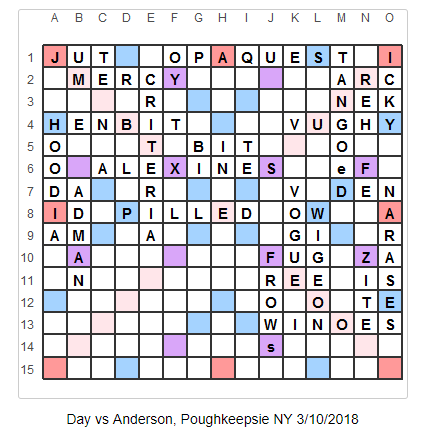 A B C D E F G H I J K L M N O
1 J U T O P A Q U E S T I
2 M E R C Y A R C
3 R N E K
4 H E N B I T V U G H Y
5 O T B I T O
6 O A L E X I N E S e F
7 D A R V D E N
8 I D P I L L E D O W A
9 A M A G I R
10 A F U G Z A
11 N R E E I S
12 O O T E
13 W I N O E S
14 s
15
Day vs Anderson, Poughkeepsie NY 3/10/2018